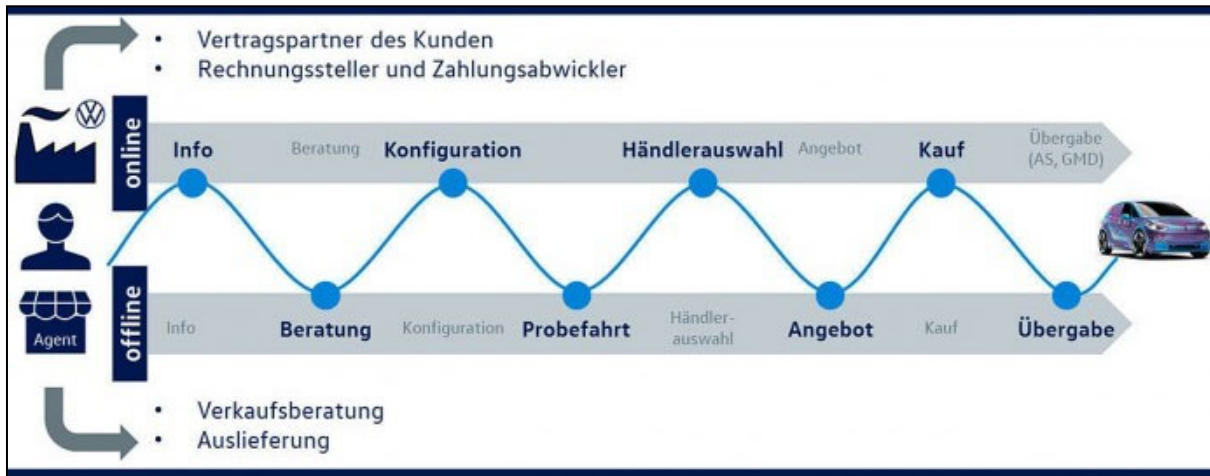 • Vertragspartner des Kunden
• Rechnungssteller und Zahlungsabwickler
VW
online
Info
Beratung
Konfiguration
Händlerauswahl
Angebot
Kauf
Übergabe
(AS, GMD)
Agent
offline
Info
Beratung
Konfiguration
Probefahrt
Händler-
auswahl
Angebot
Kauf
Übergabe
• Verkaufsberatung
• Auslieferung